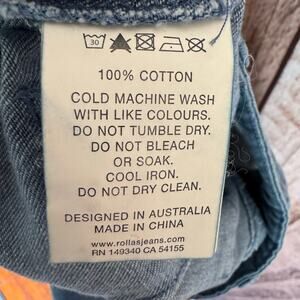 30
100% COTTON
COLD MACHINE WASH
WITH LIKE COLOURS.
DO NOT TUMBLE DRY.
DO NOT BLEACH
OR SOAK.
COOL IRON.
DO NOT DRY CLEAN.
DESIGNED IN AUSTRALIA
MADE IN CHINA
www.rollasjeans.com
RN 149340 CA 54155